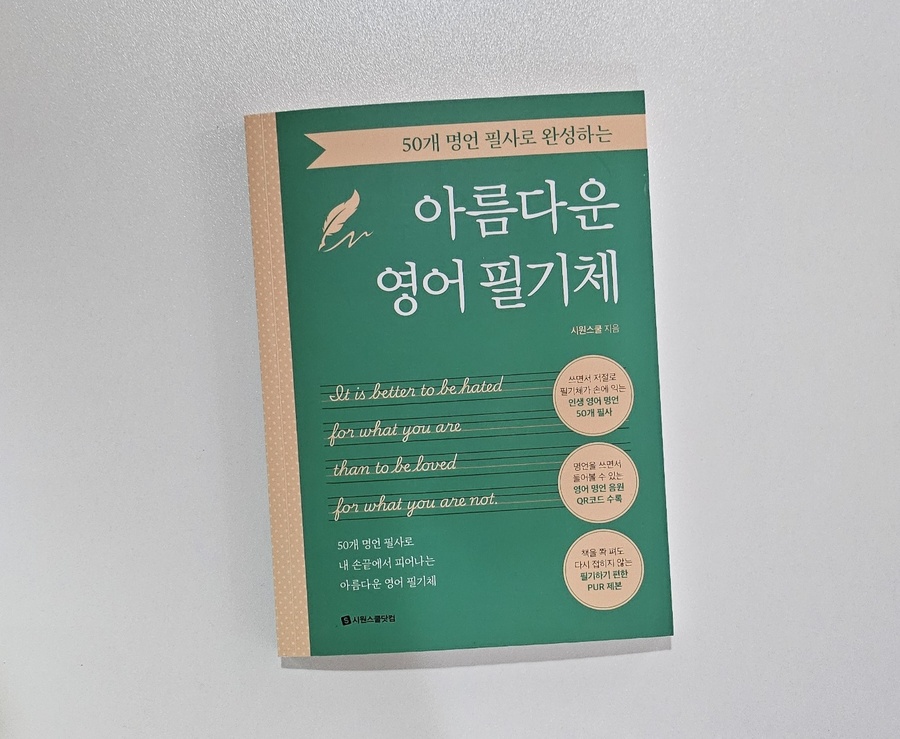 50개 명언 필사로 완성하는
아름다운
영어 필기체
시원스쿨 지음
It is better to be hated
for what you are
than to be loved
for what you are not.
쓰면서 저절로
필기체가 손에 익는
인생 영어 명언
50개 필사
명언을 쓰면서
들어볼 수 있는
영어 명언 음원
QR코드 수록
책을 쫙 펴도
다시 접히지 않는
필기하기 편한
PUR 제본
50개 명언 필사로
내 손끝에서 피어나는
아름다운 영어 필기체
S 시원스쿨닷컴